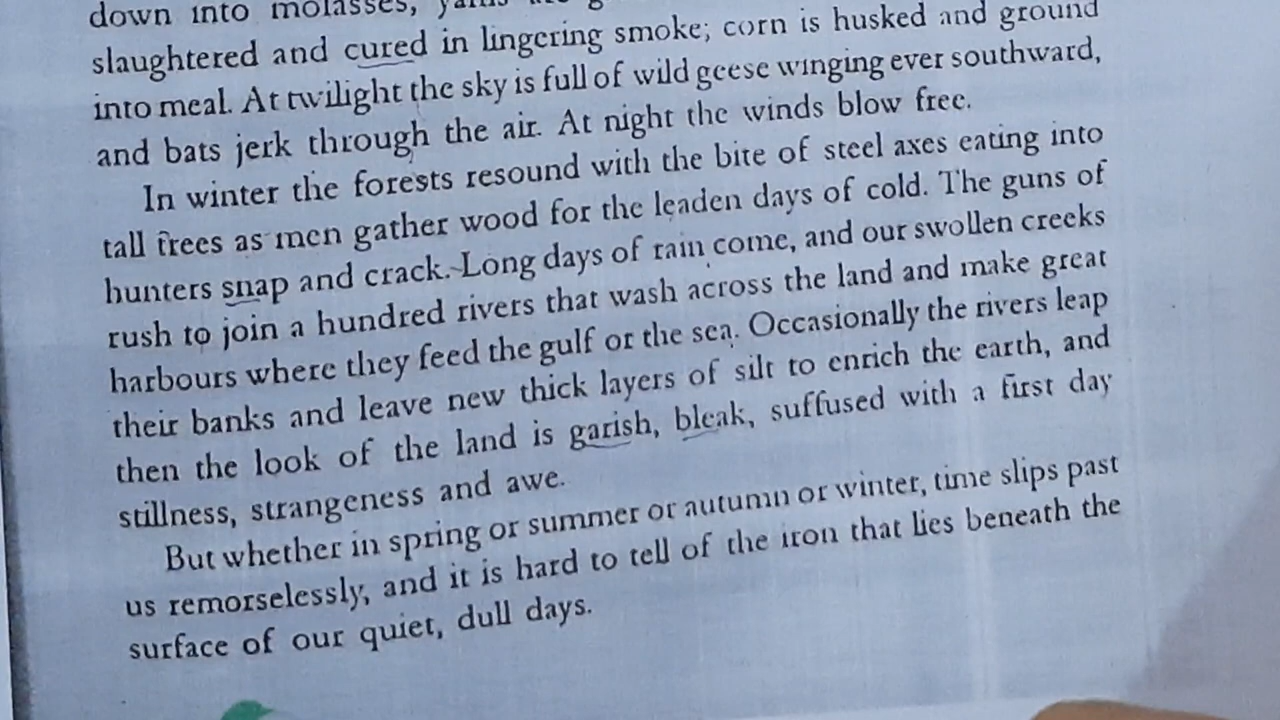 down into molasses,
slaughtered and cured in lingering smoke; corn is husked and ground
into meal. At twilight the sky is full of wild geese winging ever southward,
and bats jerk through the air. At night the winds blow free.
In winter the forests resound with the bite of steel axes eating into
tall trees as men gather wood for the leaden days of cold. The guns of
hunters snap and crack. Long days of rain come, and our swollen creeks
rush to join a hundred rivers that wash across the land and make great
harbours where they feed the gulf or the sea. Occasionally the rivers leap
their banks and leave new thick layers of silt to enrich the earth, and
then the look of the land is garish, bleak, suffused with a first day
stillness, strangeness and awe.
But whether in spring or summer or autumn or winter, time slips past
us remorselessly, and it is hard to tell of the iron that lies beneath the
surface of our quiet, dull days.